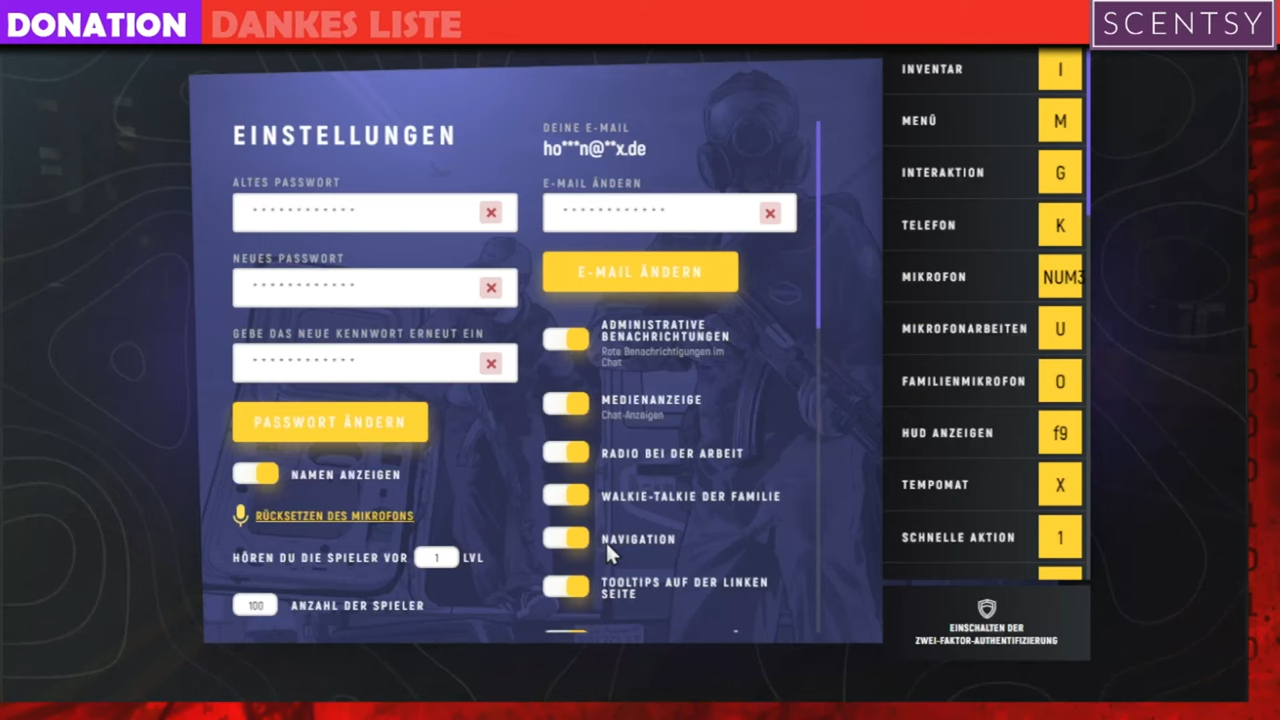 DONATION
DANKES LISTE
SCENTSY
EINSTELLUNGEN
ALTES PASSWORT
************
NEUES PASSWORT
************
GEBE DAS NEUE KENNWORT ERNEUT EIN
************
PASSWORT ÄNDERN
NAMEN ANZEIGEN
RÜCKSETZEN DES MIKROFONS
HÖREN DU DIE SPIELER VOR 1 LVL
100 ANZAHL DER SPIELER
DEINE E-MAIL
ho***n@**x.de
E-MAIL ÄNDERN
************
E-MAIL ÄNDERN
ADMINISTRATIVE
BENACHRICHTUNGEN
Rote Benachrichtigungen im
Chat
MEDIENANZEIGE
Chat-Anzeigen
RADIO BEI DER ARBEIT
WALKIE-TALKIE DER FAMILIE
NAVIGATION
TOOLTIPS AUF DER LINKEN
SEITE
INVENTAR I
MENÜ M
INTERAKTION G
TELEFON K
MIKROFON NUM3
MIKROFONARBEITEN U
FAMILIENMIKROFON O
HUD ANZEIGEN f9
TEMPOMAT X
SCHNELLE AKTION 1
EINSCHALTEN DER
ZWEI-FAKTOR-AUTHENTIFIZIERUNG